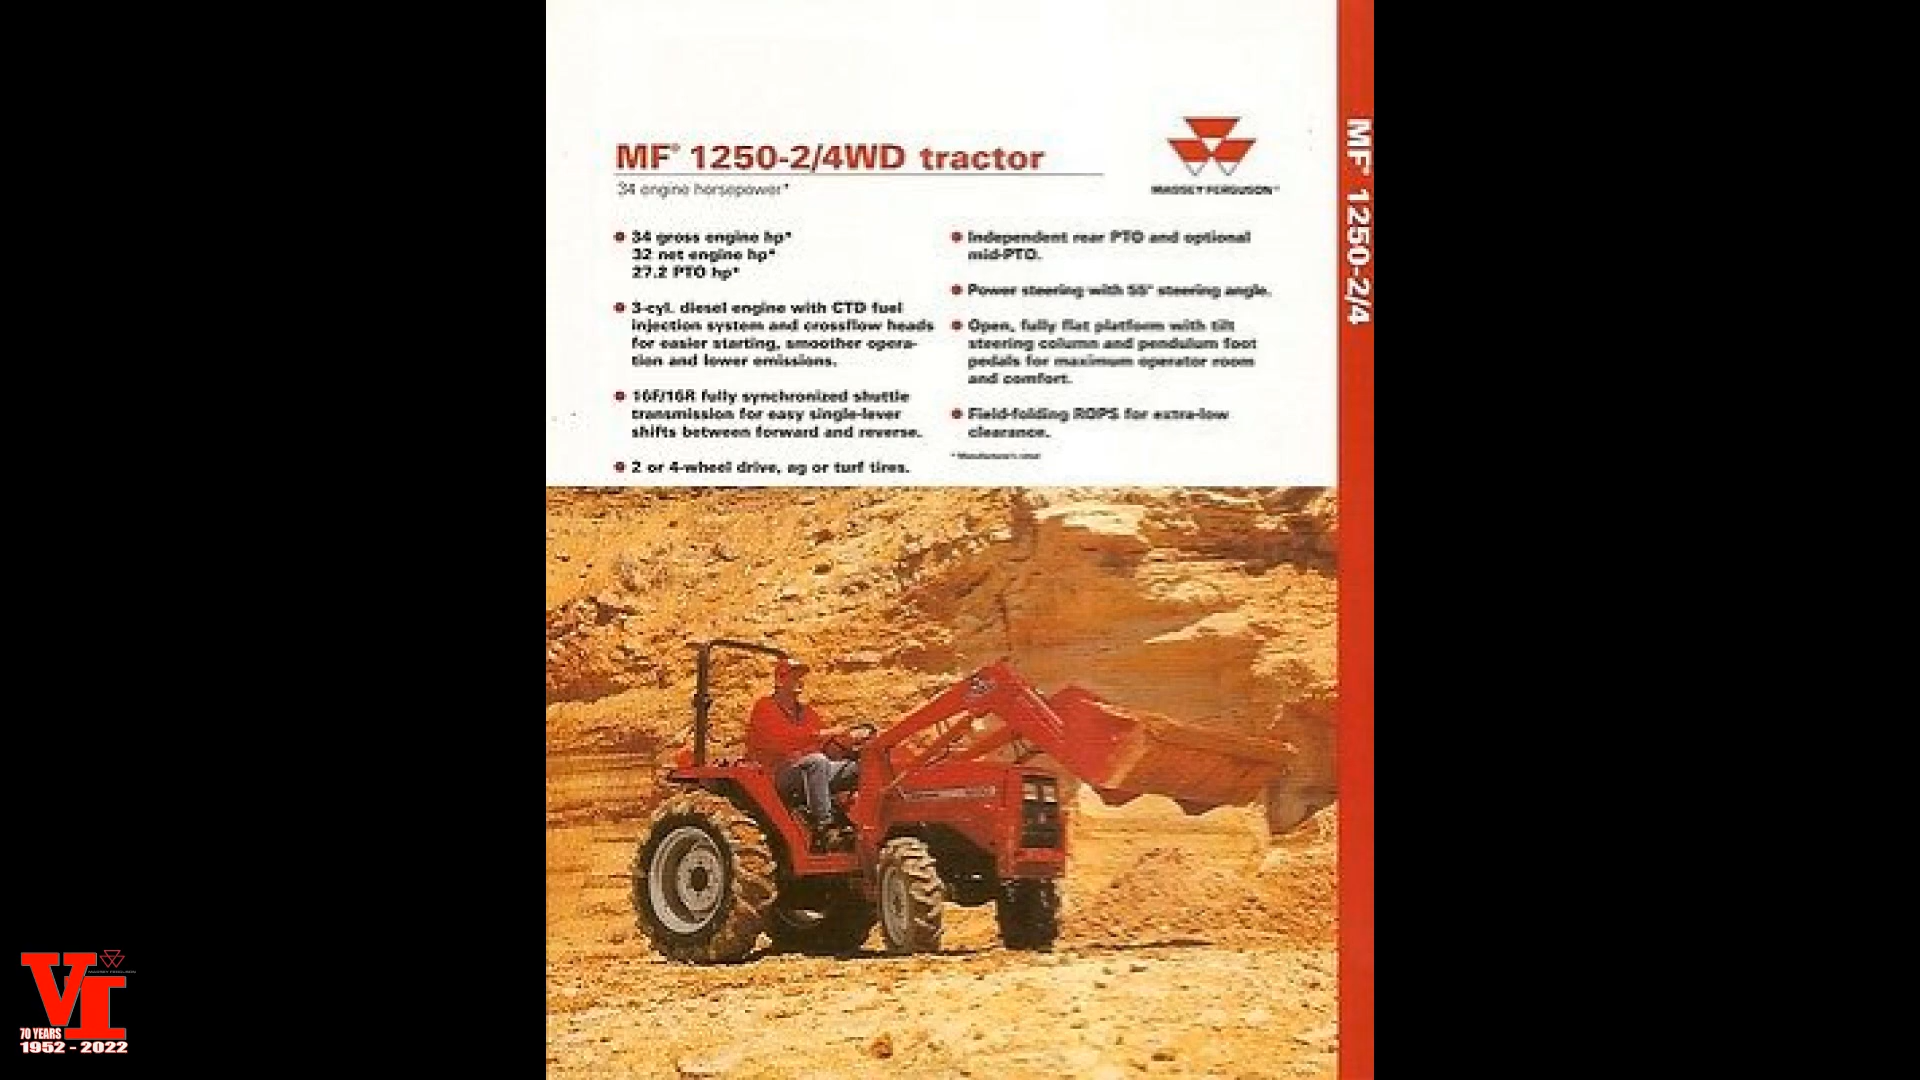 MF® 1250-2/4WD tractor
34 engine horsepower*
MASSEY FERGUSON™
34 gross engine hp*
32 net engine hp*
27.2 PTO hp*
3-cyl. diesel engine with CTD fuel
injection system and crossflow heads
for easier starting, smoother opera-
tion and lower emissions.
16F/16R fully synchronized shuttle
transmission for easy single-lever
shifts between forward and reverse.
2 or 4-wheel drive, ag or turf tires.
Independent rear PTO and optional
mid-PTO.
Power steering with 55° steering angle.
Open, fully flat platform with tilt
steering column and pendulum foot
pedals for maximum operator room
and comfort.
Field-folding ROPS for extra-low
clearance.
* Manufacturer's
MF® 1250-2/4
VI
MASSEY FERGUSON
70 YEARS
1952 - 2022